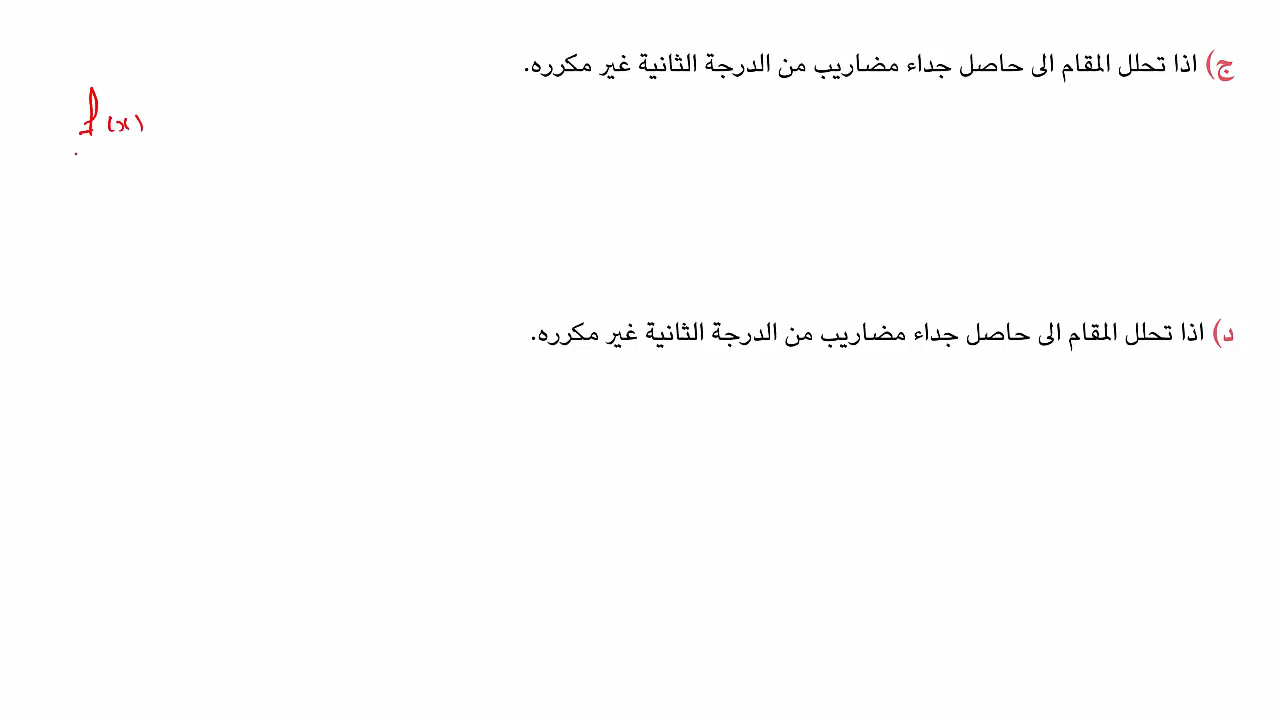 ج) اذا تحلل المقام الى حاصل جداء مضاريب من الدرجة الثانية غير مكرره.
f(x)
د) اذا تحلل المقام الى حاصل جداء مضاريب من الدرجة الثانية غير مكرره.